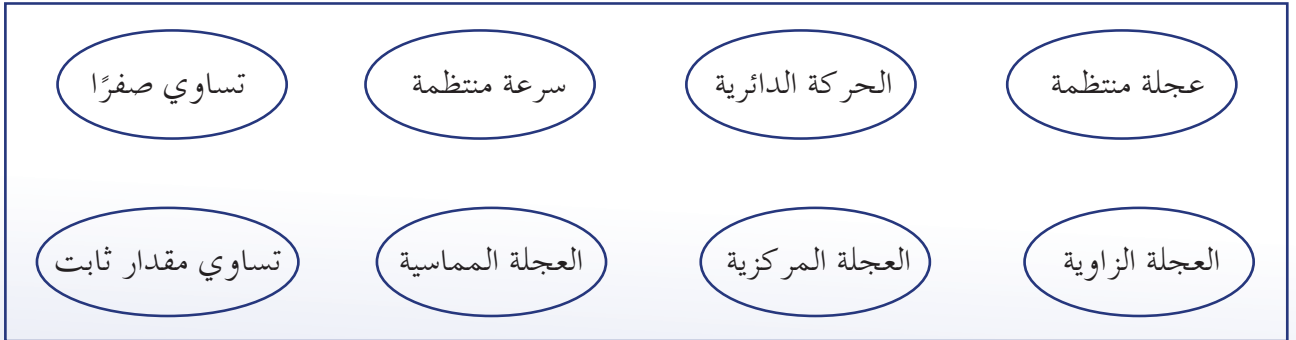 عجلة منتظمة
الحركة الدائرية
سرعة منتظمة
تساوي صفرًا
العجلة الزاوية
العجلة المركزية
العجلة المماسية
تساوي مقدار ثابت